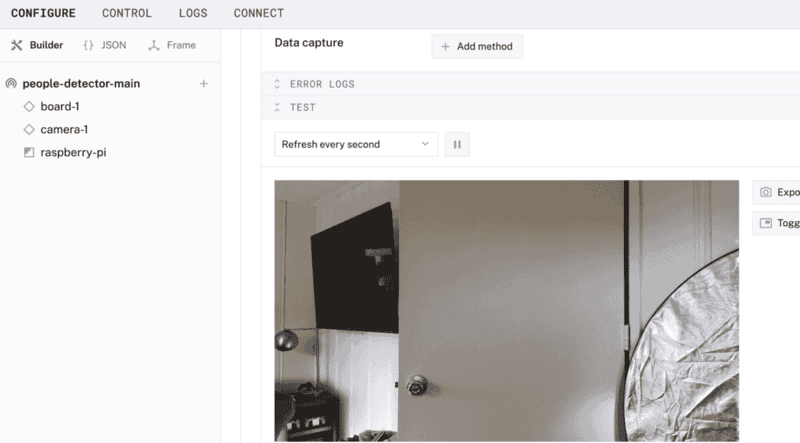 CONFIGURE CONTROL LOGS CONNECT
Builder {} JSON Frame
people-detector-main +
board-1
camera-1
raspberry-pi
Data capture
+ Add method
ERROR LOGS
TEST
Refresh every second
Expo
Togg